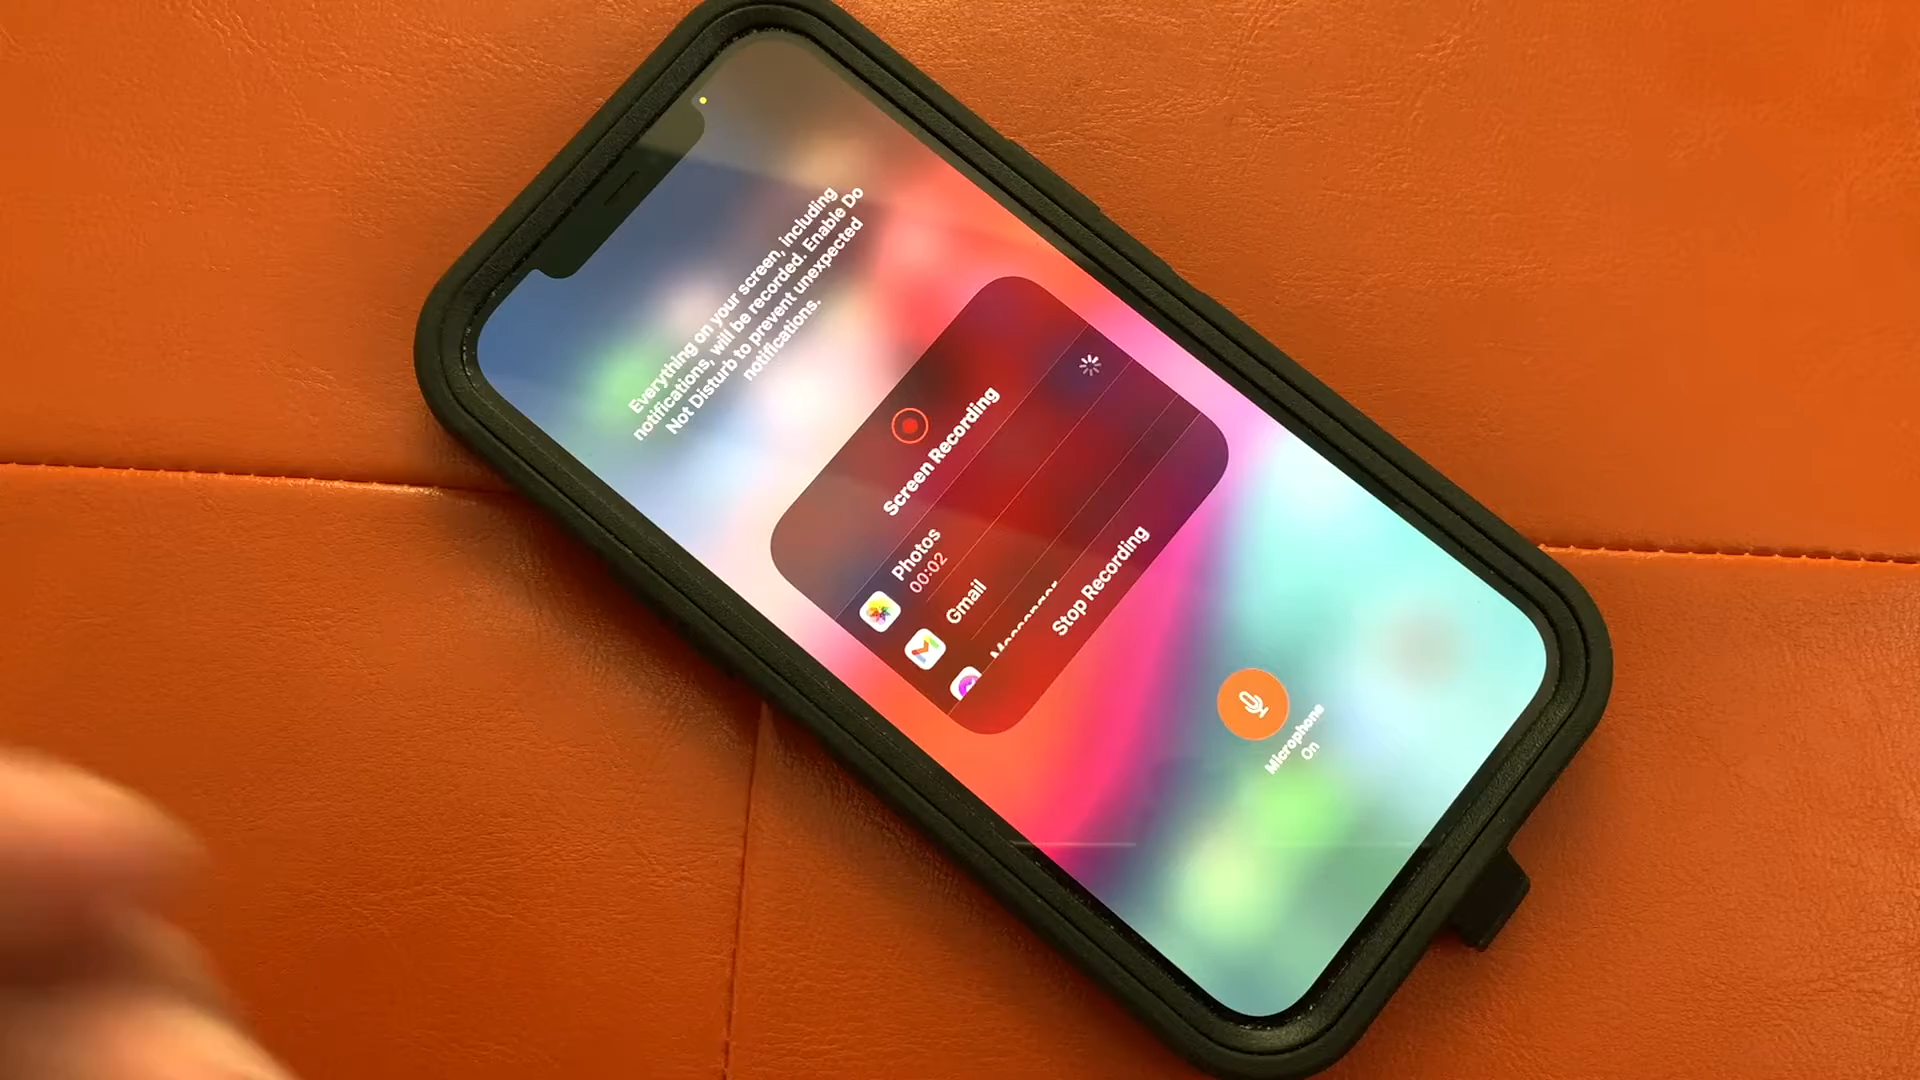 Everything on your screen, including
notifications, will be recorded. Enable Do
Not Disturb to prevent unexpected
notifications.
Screen Recording
Photos
00:02
Gmail
Messenger
Stop Recording
Microphone
On